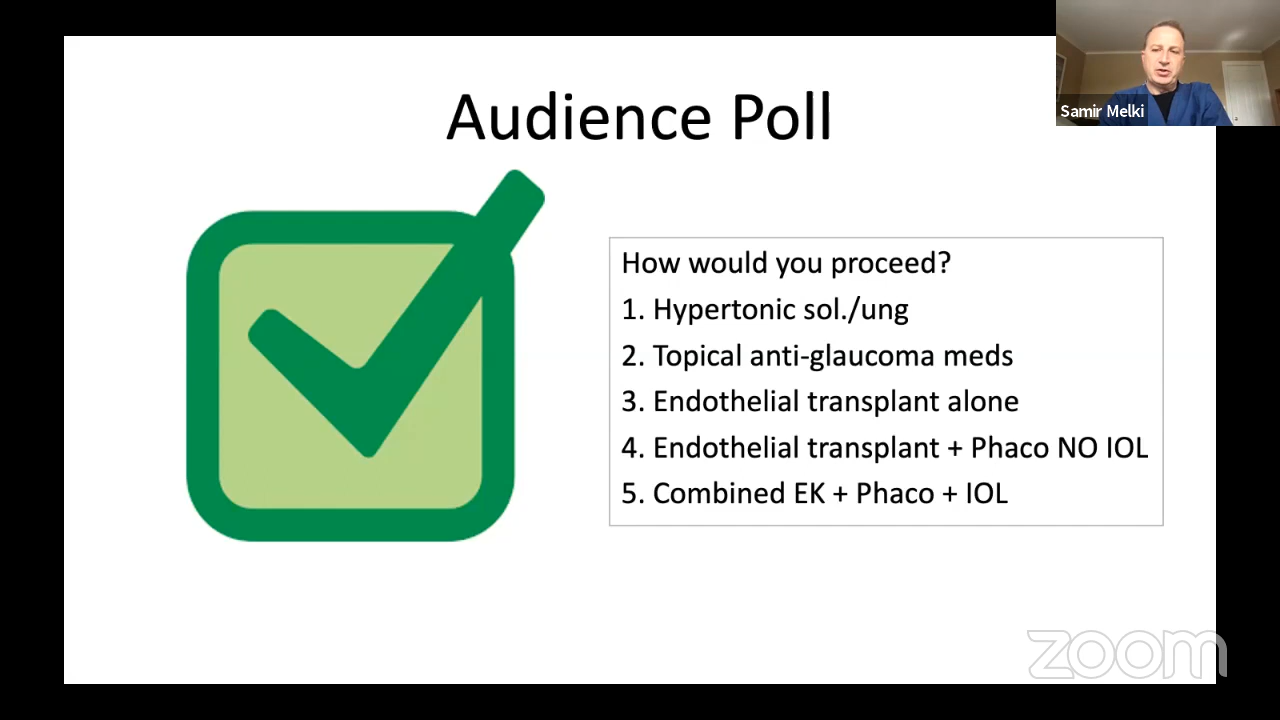 Samir Melki
Audience Poll
How would you proceed?
1. Hypertonic sol./ung
2. Topical anti-glaucoma meds
3. Endothelial transplant alone
4. Endothelial transplant + Phaco NO IOL
5. Combined EK + Phaco + IOL
zoom